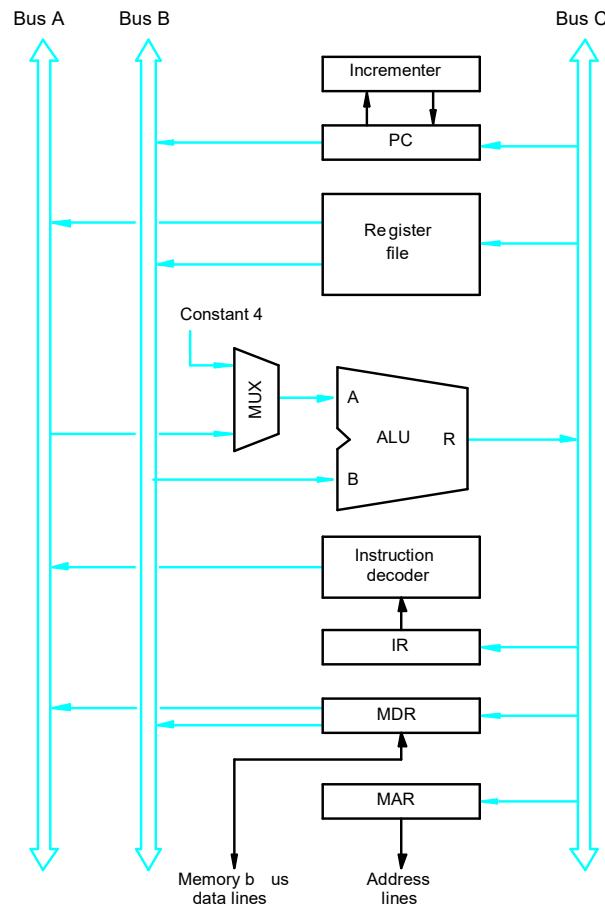 Bus A
Bus B
Bus C
Incrementer
PC
Register
file
Constant 4
MUX
A
ALU
R
B
Instruction
decoder
IR
MDR
MAR
Memory b us
data lines
Address
lines